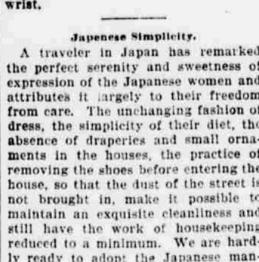 wrist.
Japenese Simplicity.
A traveler in Japan has remarked
the perfect serenity and sweetness of
expression of the Japanese women and
attributes it largely to their freedom
from care. The unchanging fashion of
dress, the simplicity of their diet, the
absence of draperies and small orna-
ments in the houses, the practice of
removing the shoes before entering the
house, so that the dust of the street is
not brought in, make it possible to
maintain an exquisite cleanliness and
still have the work of housekeeping
reduced to a minimum. We are hard-
ly ready to adopt the Japanese man-